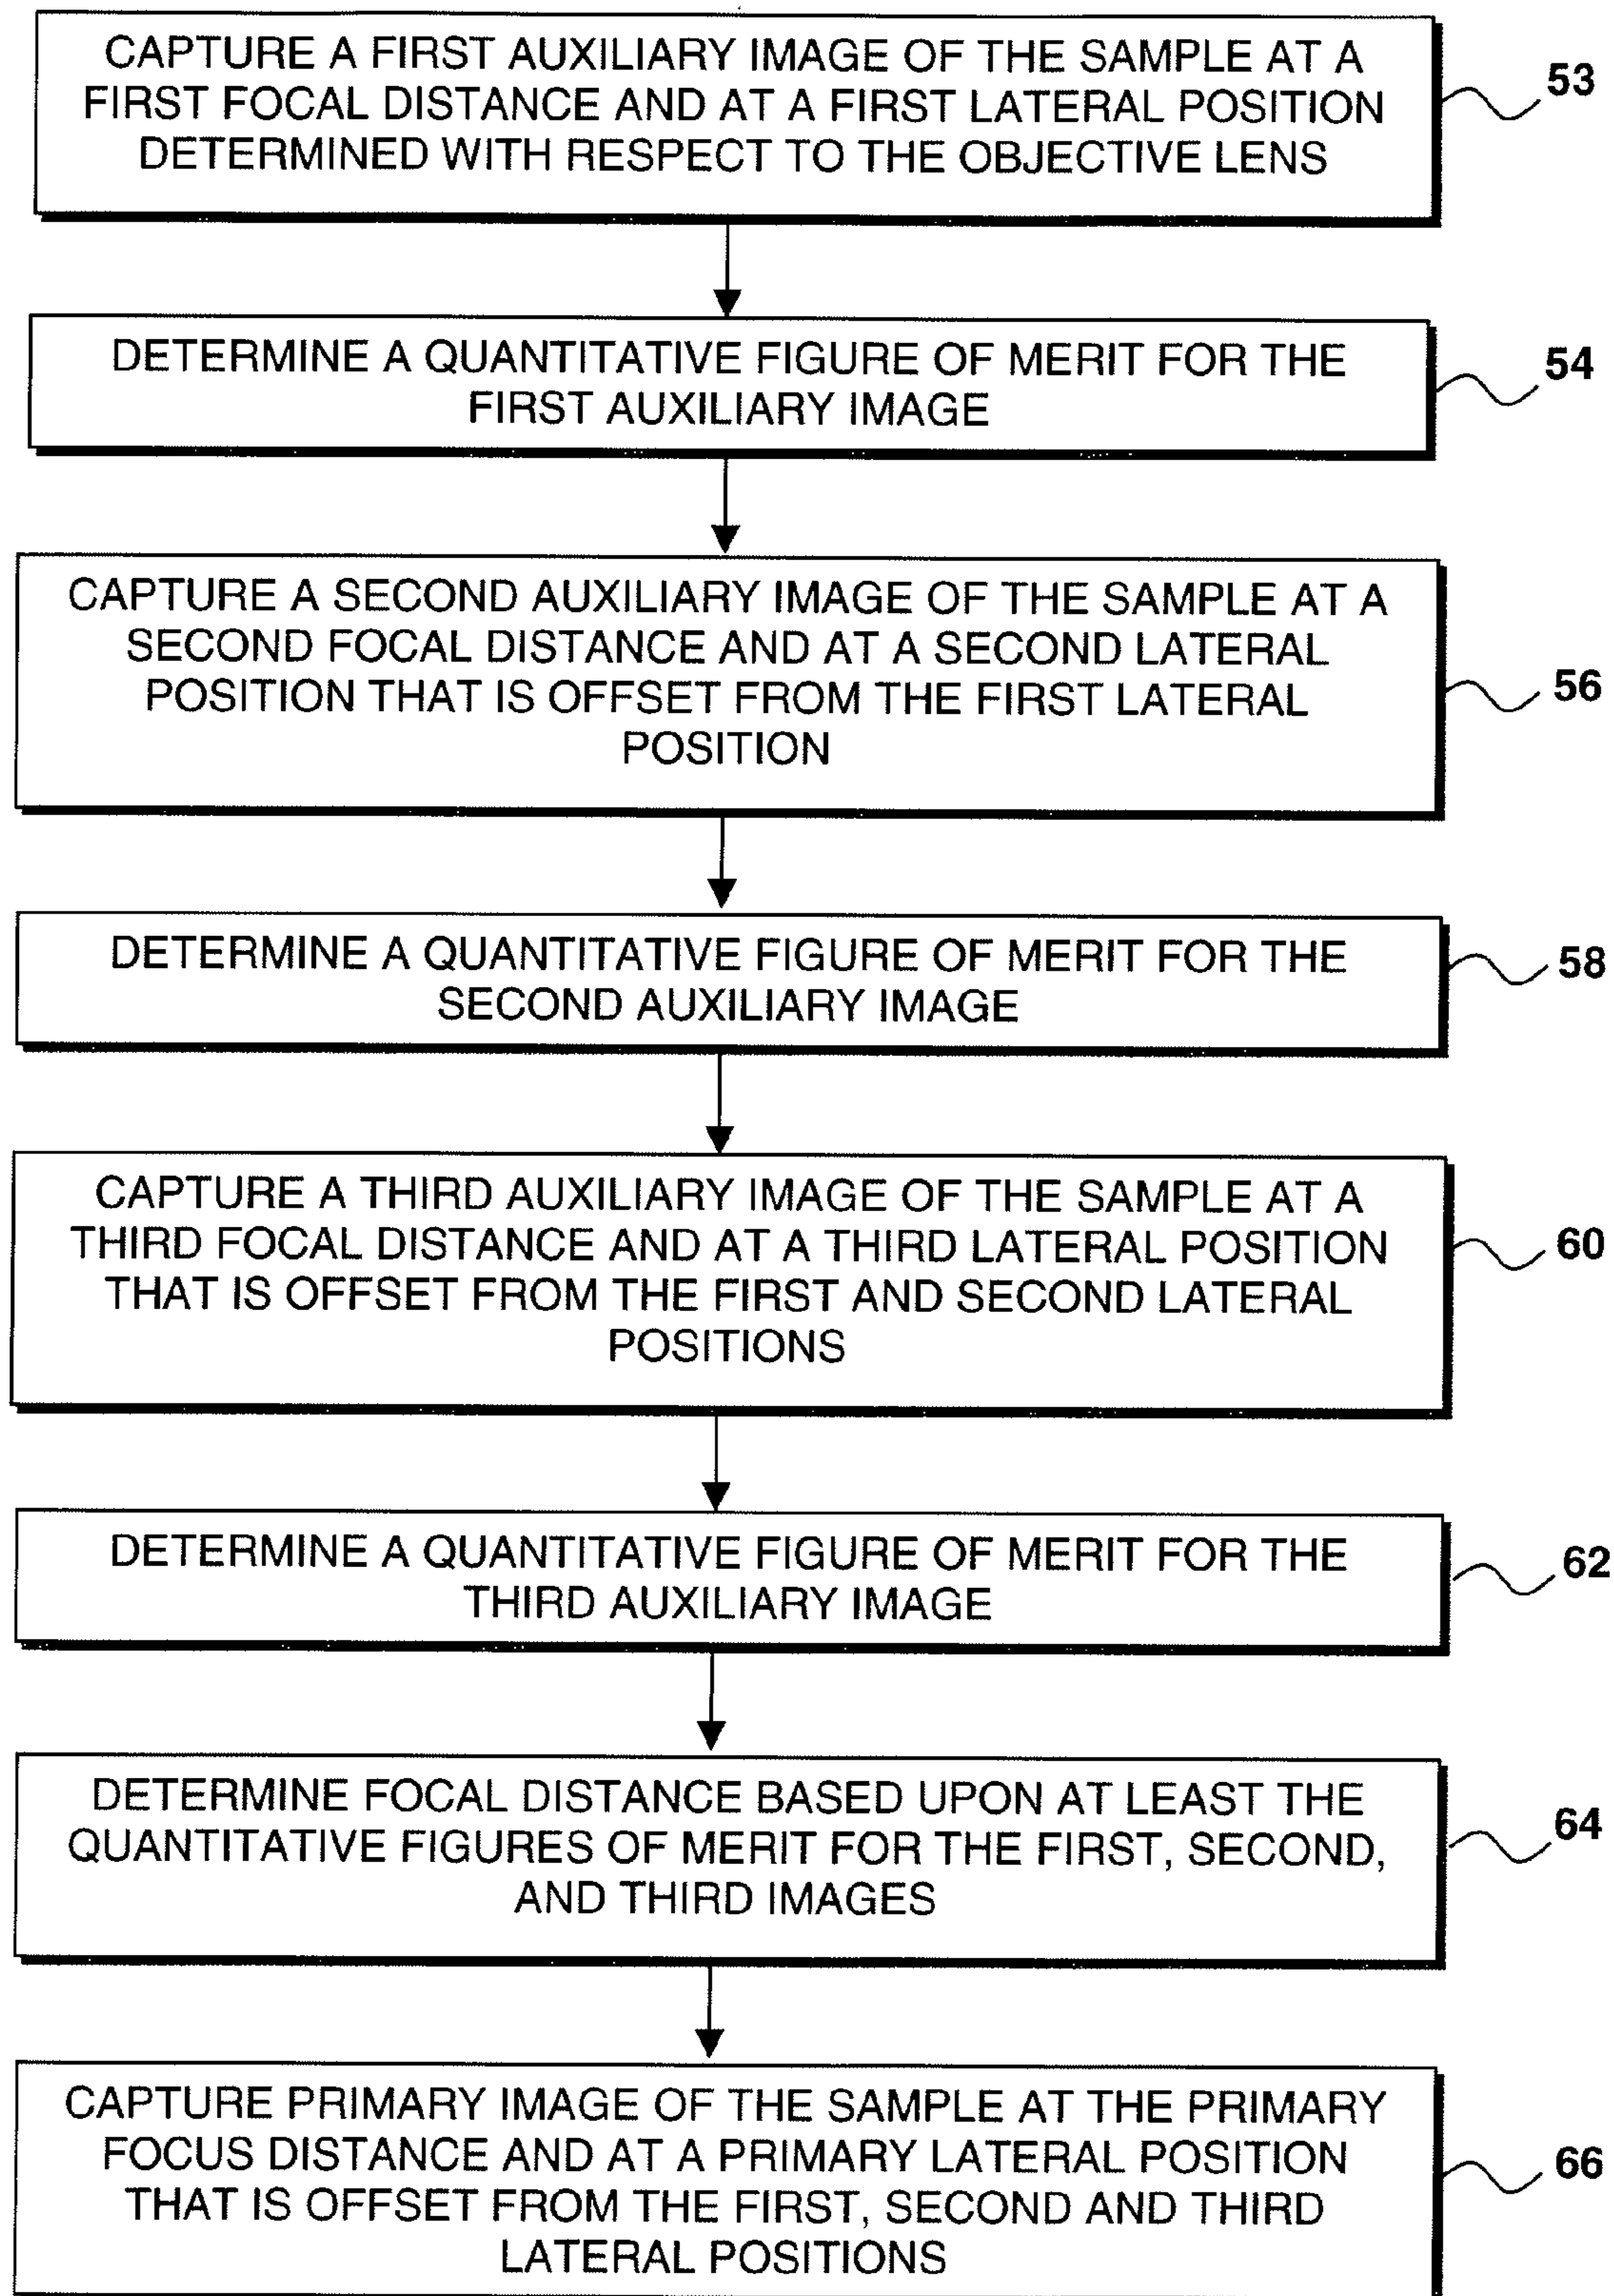 CAPTURE A FIRST AUXILIARY IMAGE OF THE SAMPLE AT A
FIRST FOCAL DISTANCE AND AT A FIRST LATERAL POSITION
DETERMINED WITH RESPECT TO THE OBJECTIVE LENS
53
DETERMINE A QUANTITATIVE FIGURE OF MERIT FOR THE
FIRST AUXILIARY IMAGE
54
CAPTURE A SECOND AUXILIARY IMAGE OF THE SAMPLE AT A
SECOND FOCAL DISTANCE AND AT A SECOND LATERAL
POSITION THAT IS OFFSET FROM THE FIRST LATERAL
POSITION
56
DETERMINE A QUANTITATIVE FIGURE OF MERIT FOR THE
SECOND AUXILIARY IMAGE
58
CAPTURE A THIRD AUXILIARY IMAGE OF THE SAMPLE AT A
THIRD FOCAL DISTANCE AND AT A THIRD LATERAL POSITION
THAT IS OFFSET FROM THE FIRST AND SECOND LATERAL
POSITIONS
60
DETERMINE A QUANTITATIVE FIGURE OF MERIT FOR THE
THIRD AUXILIARY IMAGE
62
DETERMINE FOCAL DISTANCE BASED UPON AT LEAST THE
QUANTITATIVE FIGURES OF MERIT FOR THE FIRST, SECOND,
AND THIRD IMAGES
64
CAPTURE PRIMARY IMAGE OF THE SAMPLE AT THE PRIMARY
FOCUS DISTANCE AND AT A PRIMARY LATERAL POSITION
THAT IS OFFSET FROM THE FIRST, SECOND AND THIRD
LATERAL POSITIONS
66